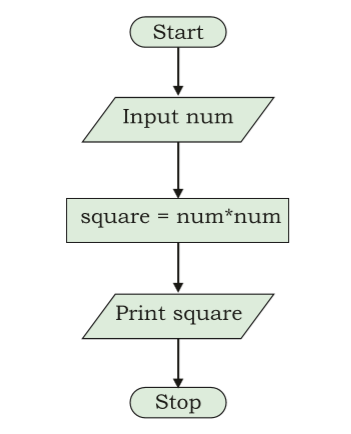 Start
Input num
square = num*num
Print square
Stop